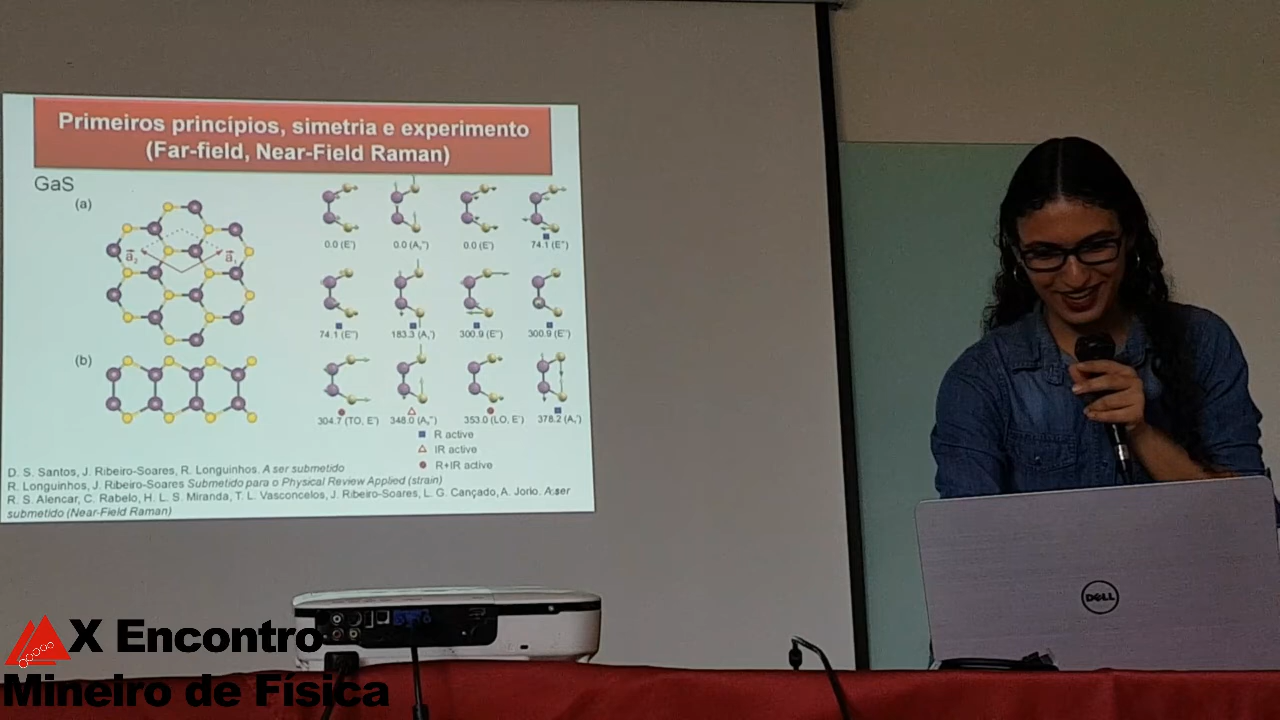 Primeiros princípios, simetria e experimento
(Far-field, Near-Field Raman)
GaS
(a)
a₂ a₁
(b)
0.0 (E') 0.0 (A₂") 0.0 (E') 74.1 (E")
74.1 (E") 183.3 (A₁') 300.9 (E") 300.9 (E")
304.7 (TO, E') 348.0 (A₂") 353.0 (LO, E') 378.2 (A₁')
R active
IR active
R+IR active
D. S. Santos, J. Ribeiro-Soares, R. Longuinhos. A ser submetido
R. Longuinhos, J. Ribeiro-Soares Submetido para o Physical Review Applied (strain)
R. S. Alencar, C. Rabelo, H. L. S. Miranda, T. L. Vasconcelos, J. Ribeiro-Soares, L. G. Cançado, A. Jorio. A ser
submetido (Near-Field Raman)
DELL
X Encontro
Mineiro de Física